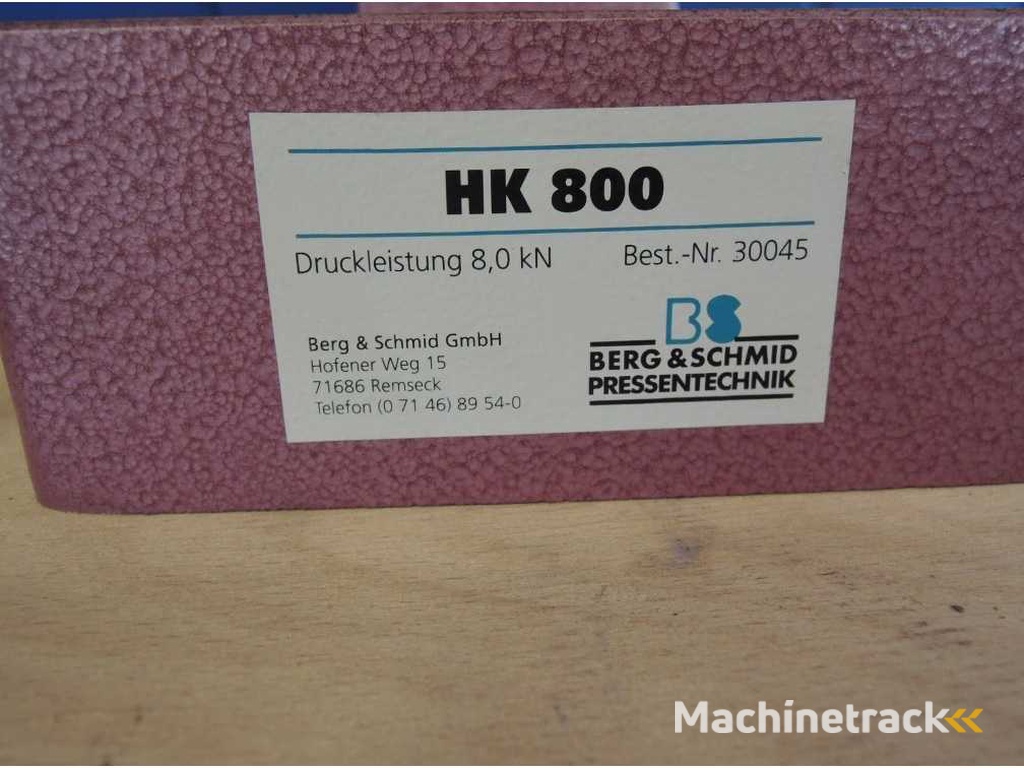 HK 800
Druckleistung 8,0 kN Best.-Nr. 30045
Berg & Schmid GmbH
Hofener Weg 15
71686 Remseck
Telefon (0 71 46) 89 54-0
BS
BERG & SCHMID
PRESSENTECHNIK
Machinetrack